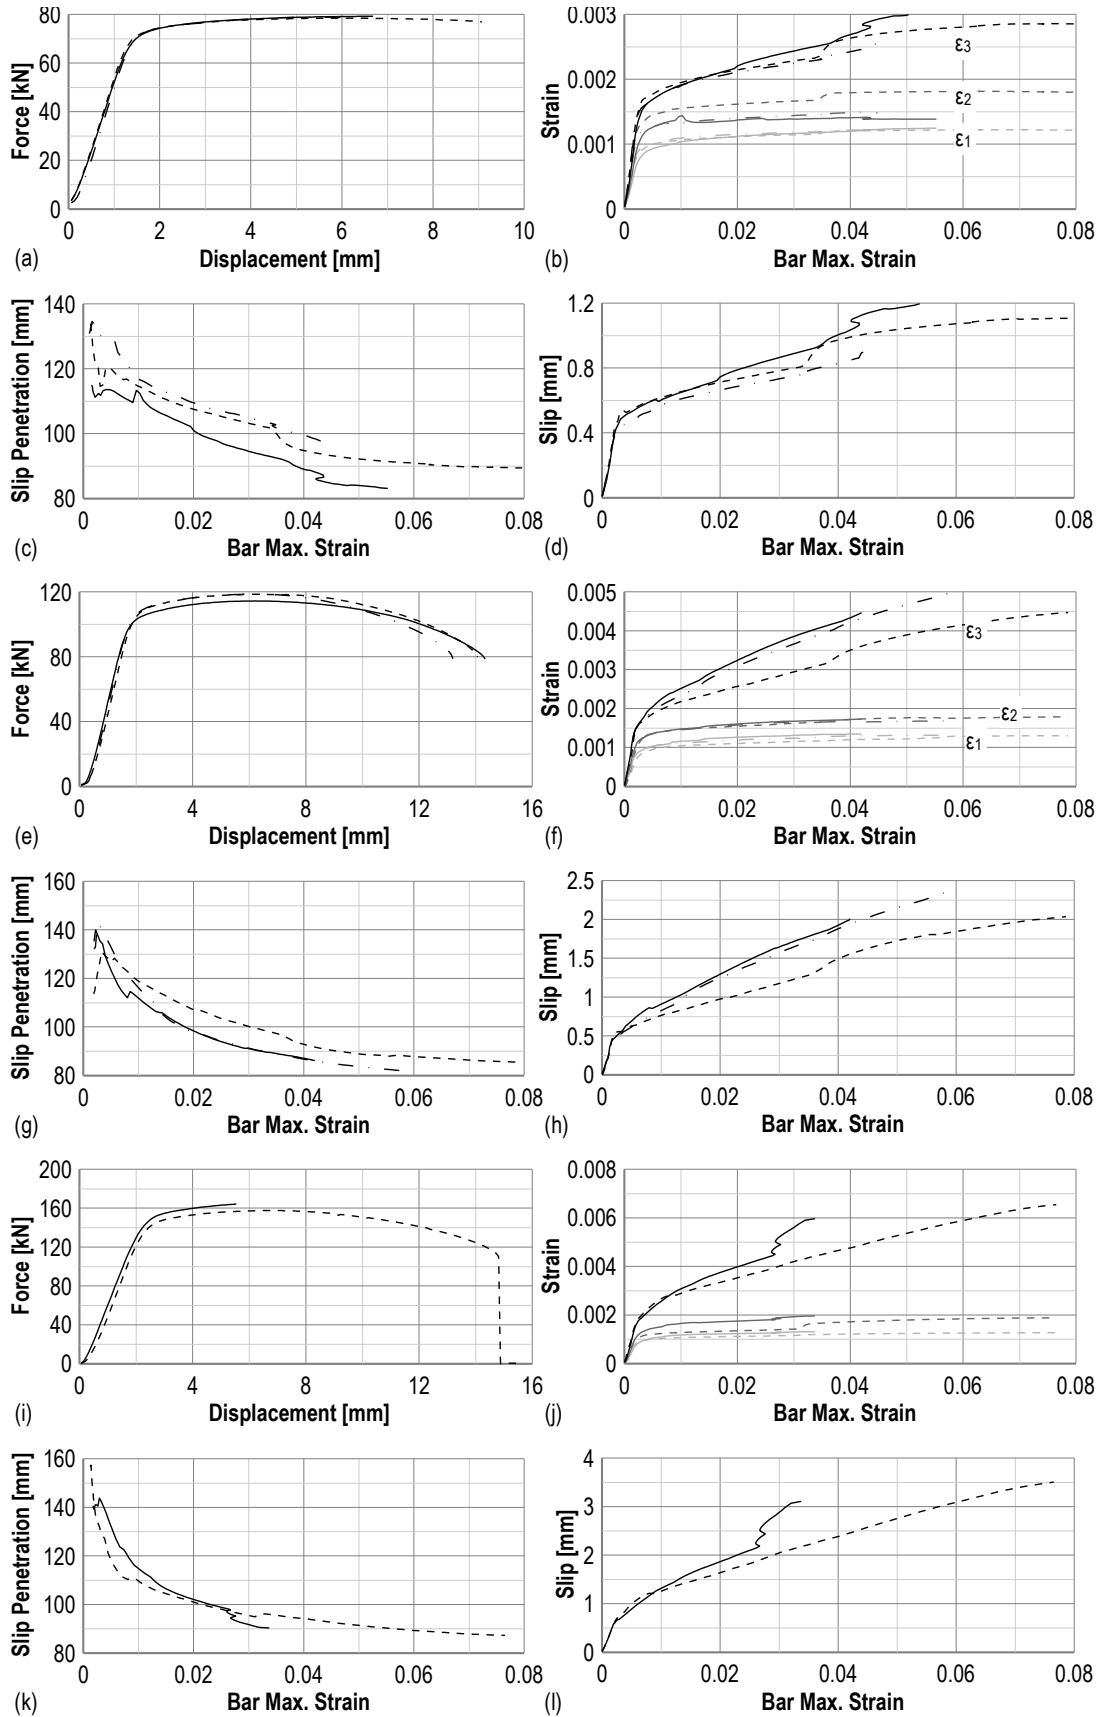 80
60
40
20
0
Force [kN]
0 2 4 6 8 10
(a) Displacement [mm]
0.003
0.002
0.001
0
Strain
ε3
ε2
ε1
0 0.02 0.04 0.06 0.08
(b) Bar Max. Strain
140
120
100
80
Slip Penetration [mm]
0 0.02 0.04 0.06 0.08
(c) Bar Max. Strain
1.2
0.8
0.4
0
Slip [mm]
0 0.02 0.04 0.06 0.08
(d) Bar Max. Strain
120
80
40
0
Force [kN]
0 4 8 12 16
(e) Displacement [mm]
0.005
0.004
0.003
0.002
0.001
0
Strain
ε3
ε2
ε1
0 0.02 0.04 0.06 0.08
(f) Bar Max. Strain
160
140
120
100
80
Slip Penetration [mm]
0 0.02 0.04 0.06 0.08
(g) Bar Max. Strain
2.5
2
1.5
1
0.5
0
Slip [mm]
0 0.02 0.04 0.06 0.08
(h) Bar Max. Strain
200
160
120
80
40
0
Force [kN]
0 4 8 12 16
(i) Displacement [mm]
0.008
0.006
0.004
0.002
0
Strain
0 0.02 0.04 0.06 0.08
(j) Bar Max. Strain
160
140
120
100
80
Slip Penetration [mm]
0 0.02 0.04 0.06 0.08
(k) Bar Max. Strain
4
3
2
1
0
Slip [mm]
0 0.02 0.04 0.06 0.08
(l) Bar Max. Strain